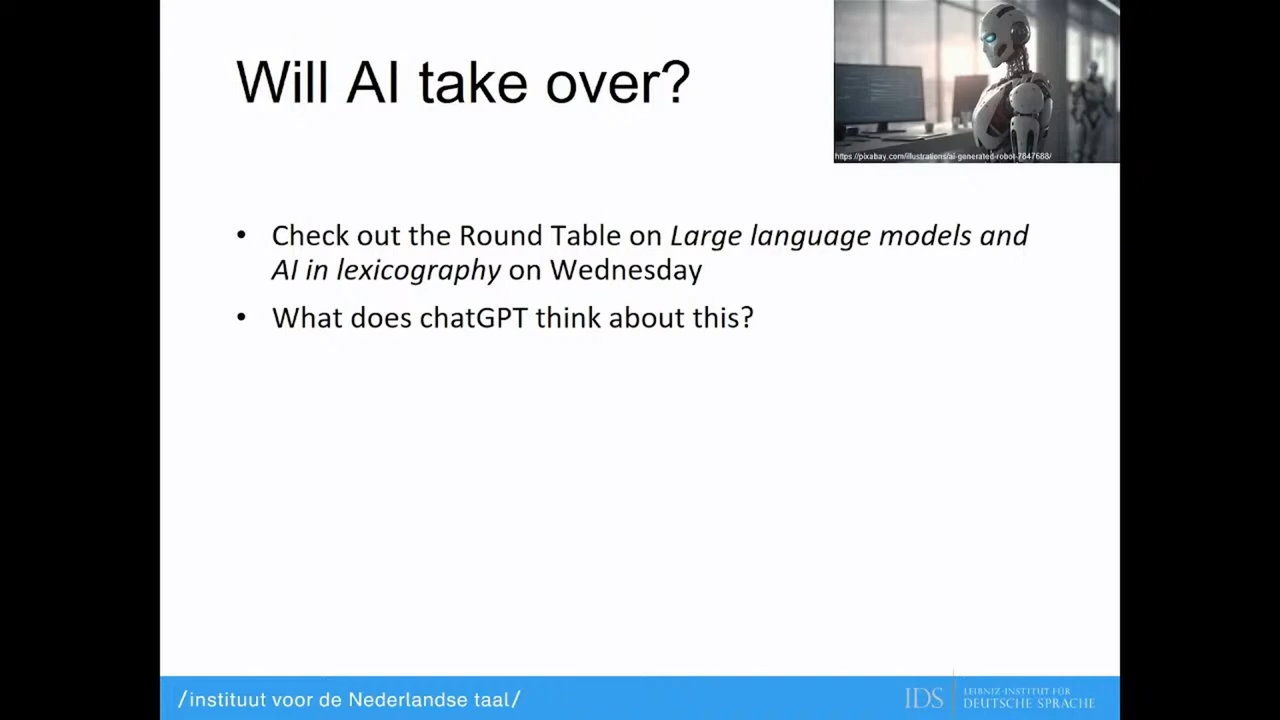 Will AI take over?
https://pixabay.com/illustrations/ai-generated-robot-7847688/
• Check out the Round Table on Large language models and
AI in lexicography on Wednesday
• What does chatGPT think about this?
/instituut voor de Nederlandse taal/
IDS LEIBNIZ-INSTITUT FÜR
DEUTSCHE SPRACHE